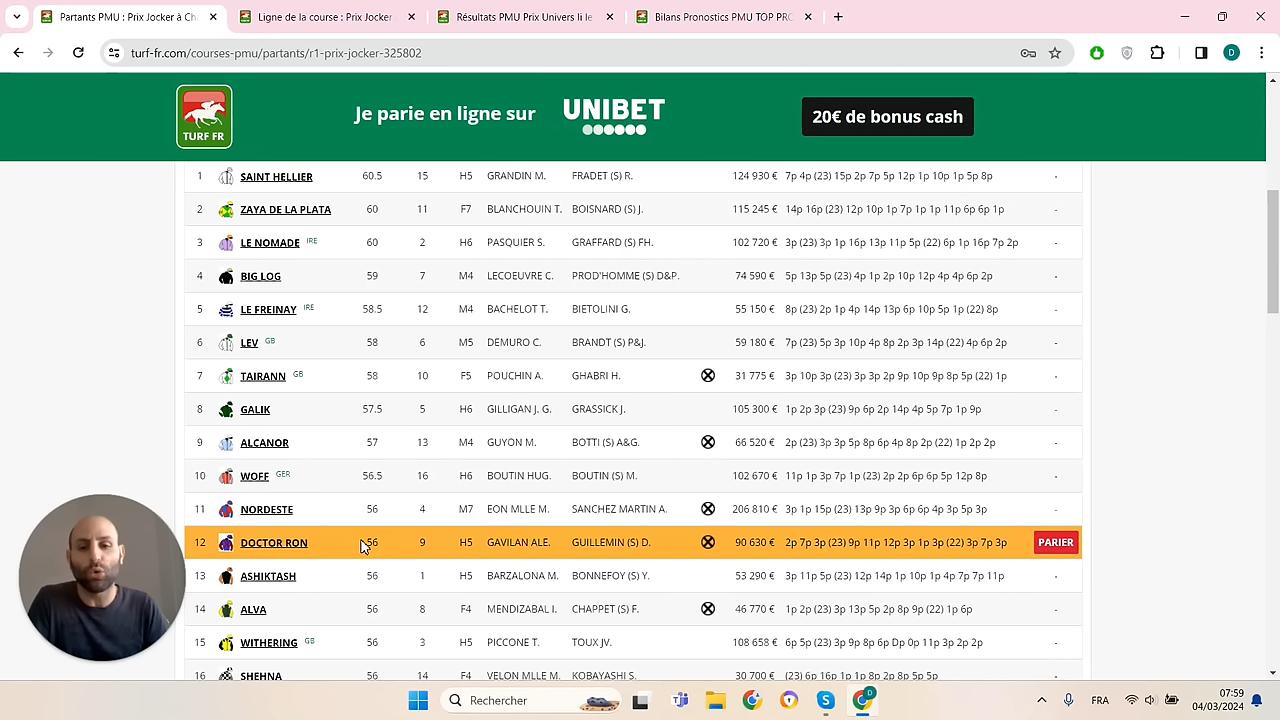 Partants PMU : Prix Jocker à Ch
Ligne de la course : Prix Jocker
Résultats PMU Prix Univers li le
Bilans Pronostics PMU TOP PRO
turf-fr.com/courses-pmu/partants/r1-prix-jocker-325802
D
TURF FR
Je parie en ligne sur
UNIBET
20€ de bonus cash
1 SAINT HELLIER 60.5 15 H5 GRANDIN M. FRADET (S) R. 124 930 € 7p 4p (23) 15p 2p 7p 5p 12p 1p 10p 1p 5p 8p -
2 ZAYA DE LA PLATA 60 11 F7 BLANCHOUIN T. BOISNARD (S) J. 115 245 € 14p 16p (23) 12p 10p 1p 7p 1p 1p 11p 6p 6p 1p -
3 LE NOMADE IRE 60 2 H6 PASQUIER S. GRAFFARD (S) FH. 102 720 € 3p (23) 3p 1p 16p 13p 11p 5p (22) 6p 1p 16p 7p 2p -
4 BIG LOG 59 7 M4 LECOEUVRE C. PROD'HOMME (S) D&P. 74 590 € 5p 13p 5p (23) 4p 1p 2p 10p 12p 4p 4p 6p 2p -
5 LE FREINAY IRE 58.5 12 M4 BACHELOT T. BIETOLINI G. 55 150 € 8p (23) 2p 1p 4p 14p 13p 6p 10p 5p 1p (22) 8p -
6 LEV GB 58 6 M5 DEMURO C. BRANDT (S) P&J. 59 180 € 7p (23) 5p 3p 10p 4p 8p 2p 3p 14p (22) 4p 6p 2p -
7 TAIRANN GB 58 10 F5 POUCHIN A. GHABRI H. 31 775 € 3p 10p 3p (23) 3p 3p 2p 9p 10p 9p 8p 5p (22) 1p -
8 GALIK 57.5 5 H6 GILLIGAN J. G. GRASSICK J. 105 300 € 1p 2p 3p (23) 9p 6p 2p 14p 4p 3p 7p 1p 9p -
9 ALCANOR 57 13 M4 GUYON M. BOTTI (S) A&G. 66 520 € 2p (23) 3p 3p 5p 8p 6p 4p 8p 2p (22) 1p 2p 2p -
10 WOFF GER 56.5 16 H6 BOUTIN HUG. BOUTIN (S) M. 102 670 € 11p 1p 3p 7p 1p (23) 2p 2p 6p 6p 5p 12p 8p -
11 NORDESTE 56 4 M7 EON MLLE M. SANCHEZ MARTIN A. 206 810 € 3p 1p 15p (23) 13p 9p 3p 6p 6p 3p 3p 5p 3p -
12 DOCTOR RON 56 9 H5 GAVILAN ALE. GUILLEMIN (S) D. 90 630 € 2p 7p 3p (23) 9p 11p 12p 3p 1p 3p (22) 3p 7p 3p PARIER
13 ASHIKTASH 56 1 H5 BARZALONA M. BONNEFOY (S) Y. 53 290 € 3p 11p 5p (23) 12p 14p 1p 10p 1p 4p 7p 7p 11p -
14 ALVA 56 8 F4 MENDIZABAL I. CHAPPET (S) F. 46 770 € 1p 2p (23) 3p 13p 5p 2p 8p 9p (22) 1p 6p -
15 WITHERING GB 56 3 H5 PICCONE T. TOUX JV. 108 658 € 6p 5p (23) 3p 9p 8p 6p Dp 0p 11p 3p 2p 2p -
16 SHEHNA 56 14 F4 VELON MLLE M. KOBAYASHI S. 30 700 € (23) 6p 16p 1p 1p 8p 2p 8p 5p 5p -
Rechercher
D
FRA
07:59
04/03/2024